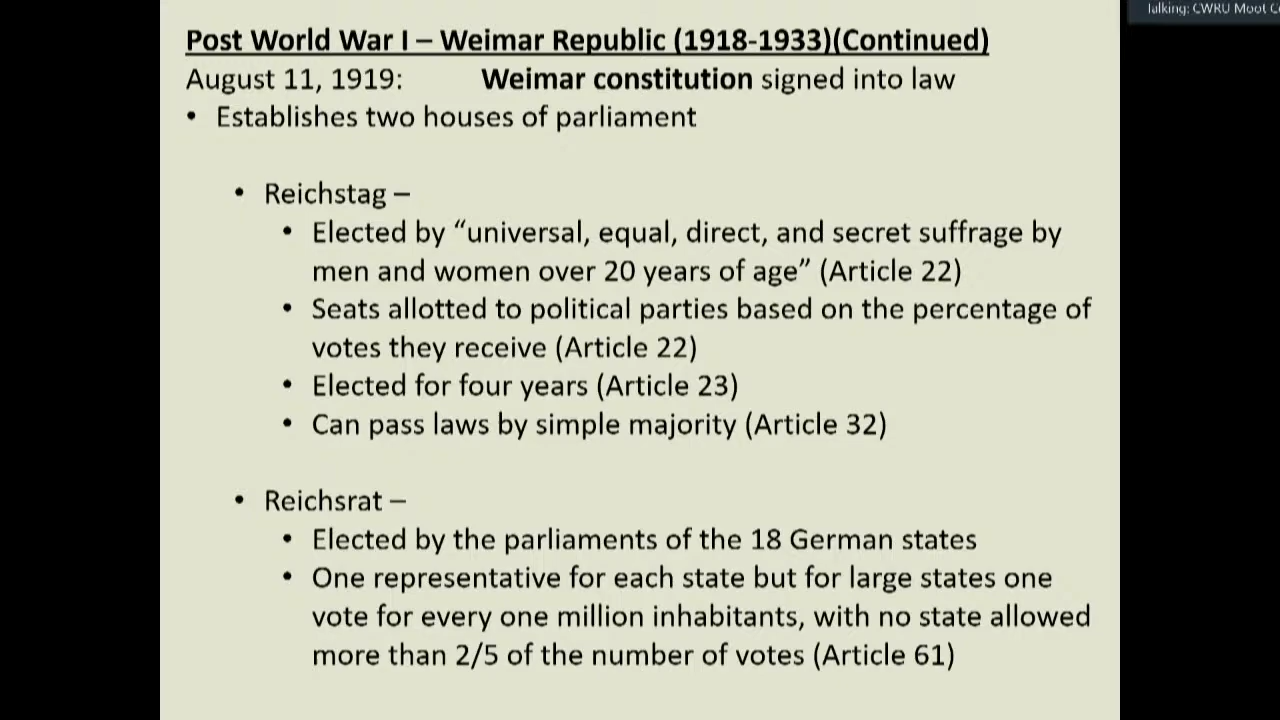 Talking: CWRU Moot
Post World War I – Weimar Republic (1918-1933)(Continued)
August 11, 1919: Weimar constitution signed into law
• Establishes two houses of parliament
• Reichstag –
• Elected by “universal, equal, direct, and secret suffrage by
men and women over 20 years of age” (Article 22)
• Seats allotted to political parties based on the percentage of
votes they receive (Article 22)
• Elected for four years (Article 23)
• Can pass laws by simple majority (Article 32)
• Reichsrat –
• Elected by the parliaments of the 18 German states
• One representative for each state but for large states one
vote for every one million inhabitants, with no state allowed
more than 2/5 of the number of votes (Article 61)